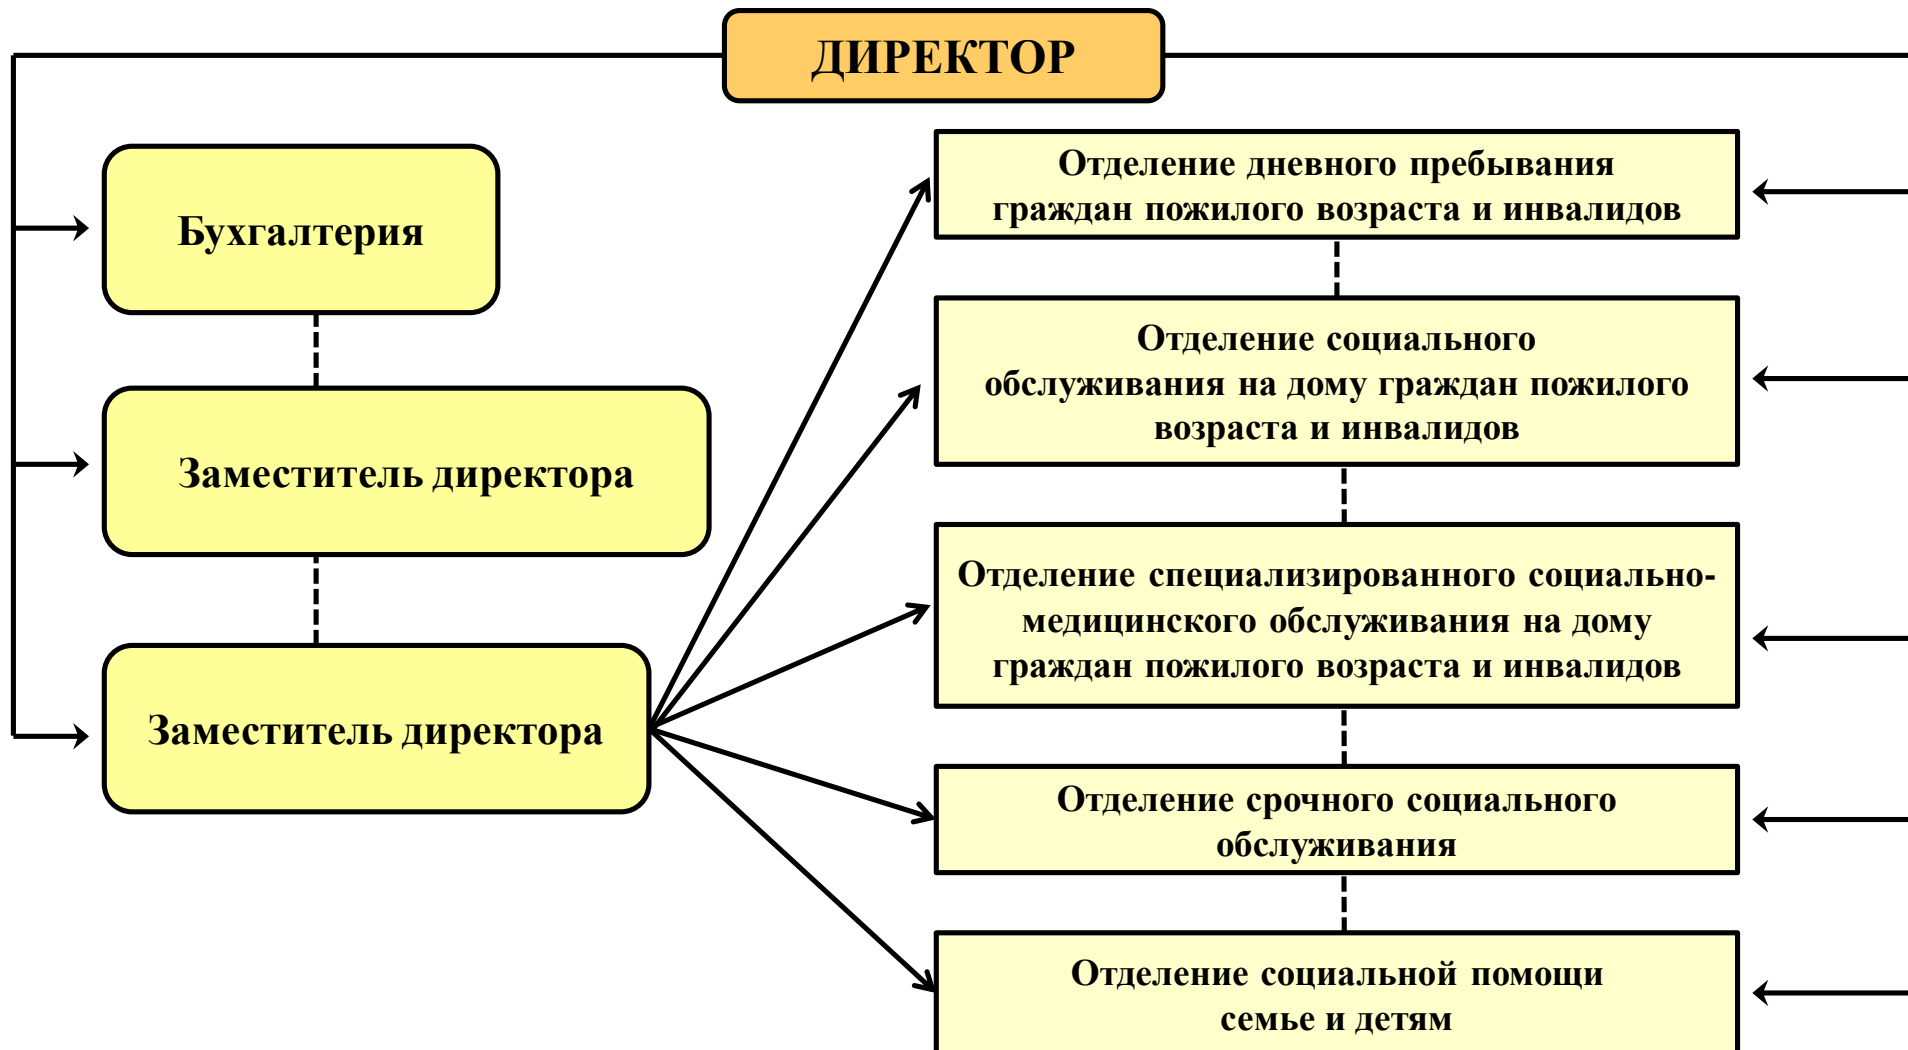 ДИРЕКТОР
Бухгалтерия
Заместитель директора
Заместитель директора
Отделение дневного пребывания
граждан пожилого возраста и инвалидов
Отделение социального
обслуживания на дому граждан пожилого
возраста и инвалидов
Отделение специализированного социально-
медицинского обслуживания на дому
граждан пожилого возраста и инвалидов
Отделение срочного социального
обслуживания
Отделение социальной помощи
семье и детям